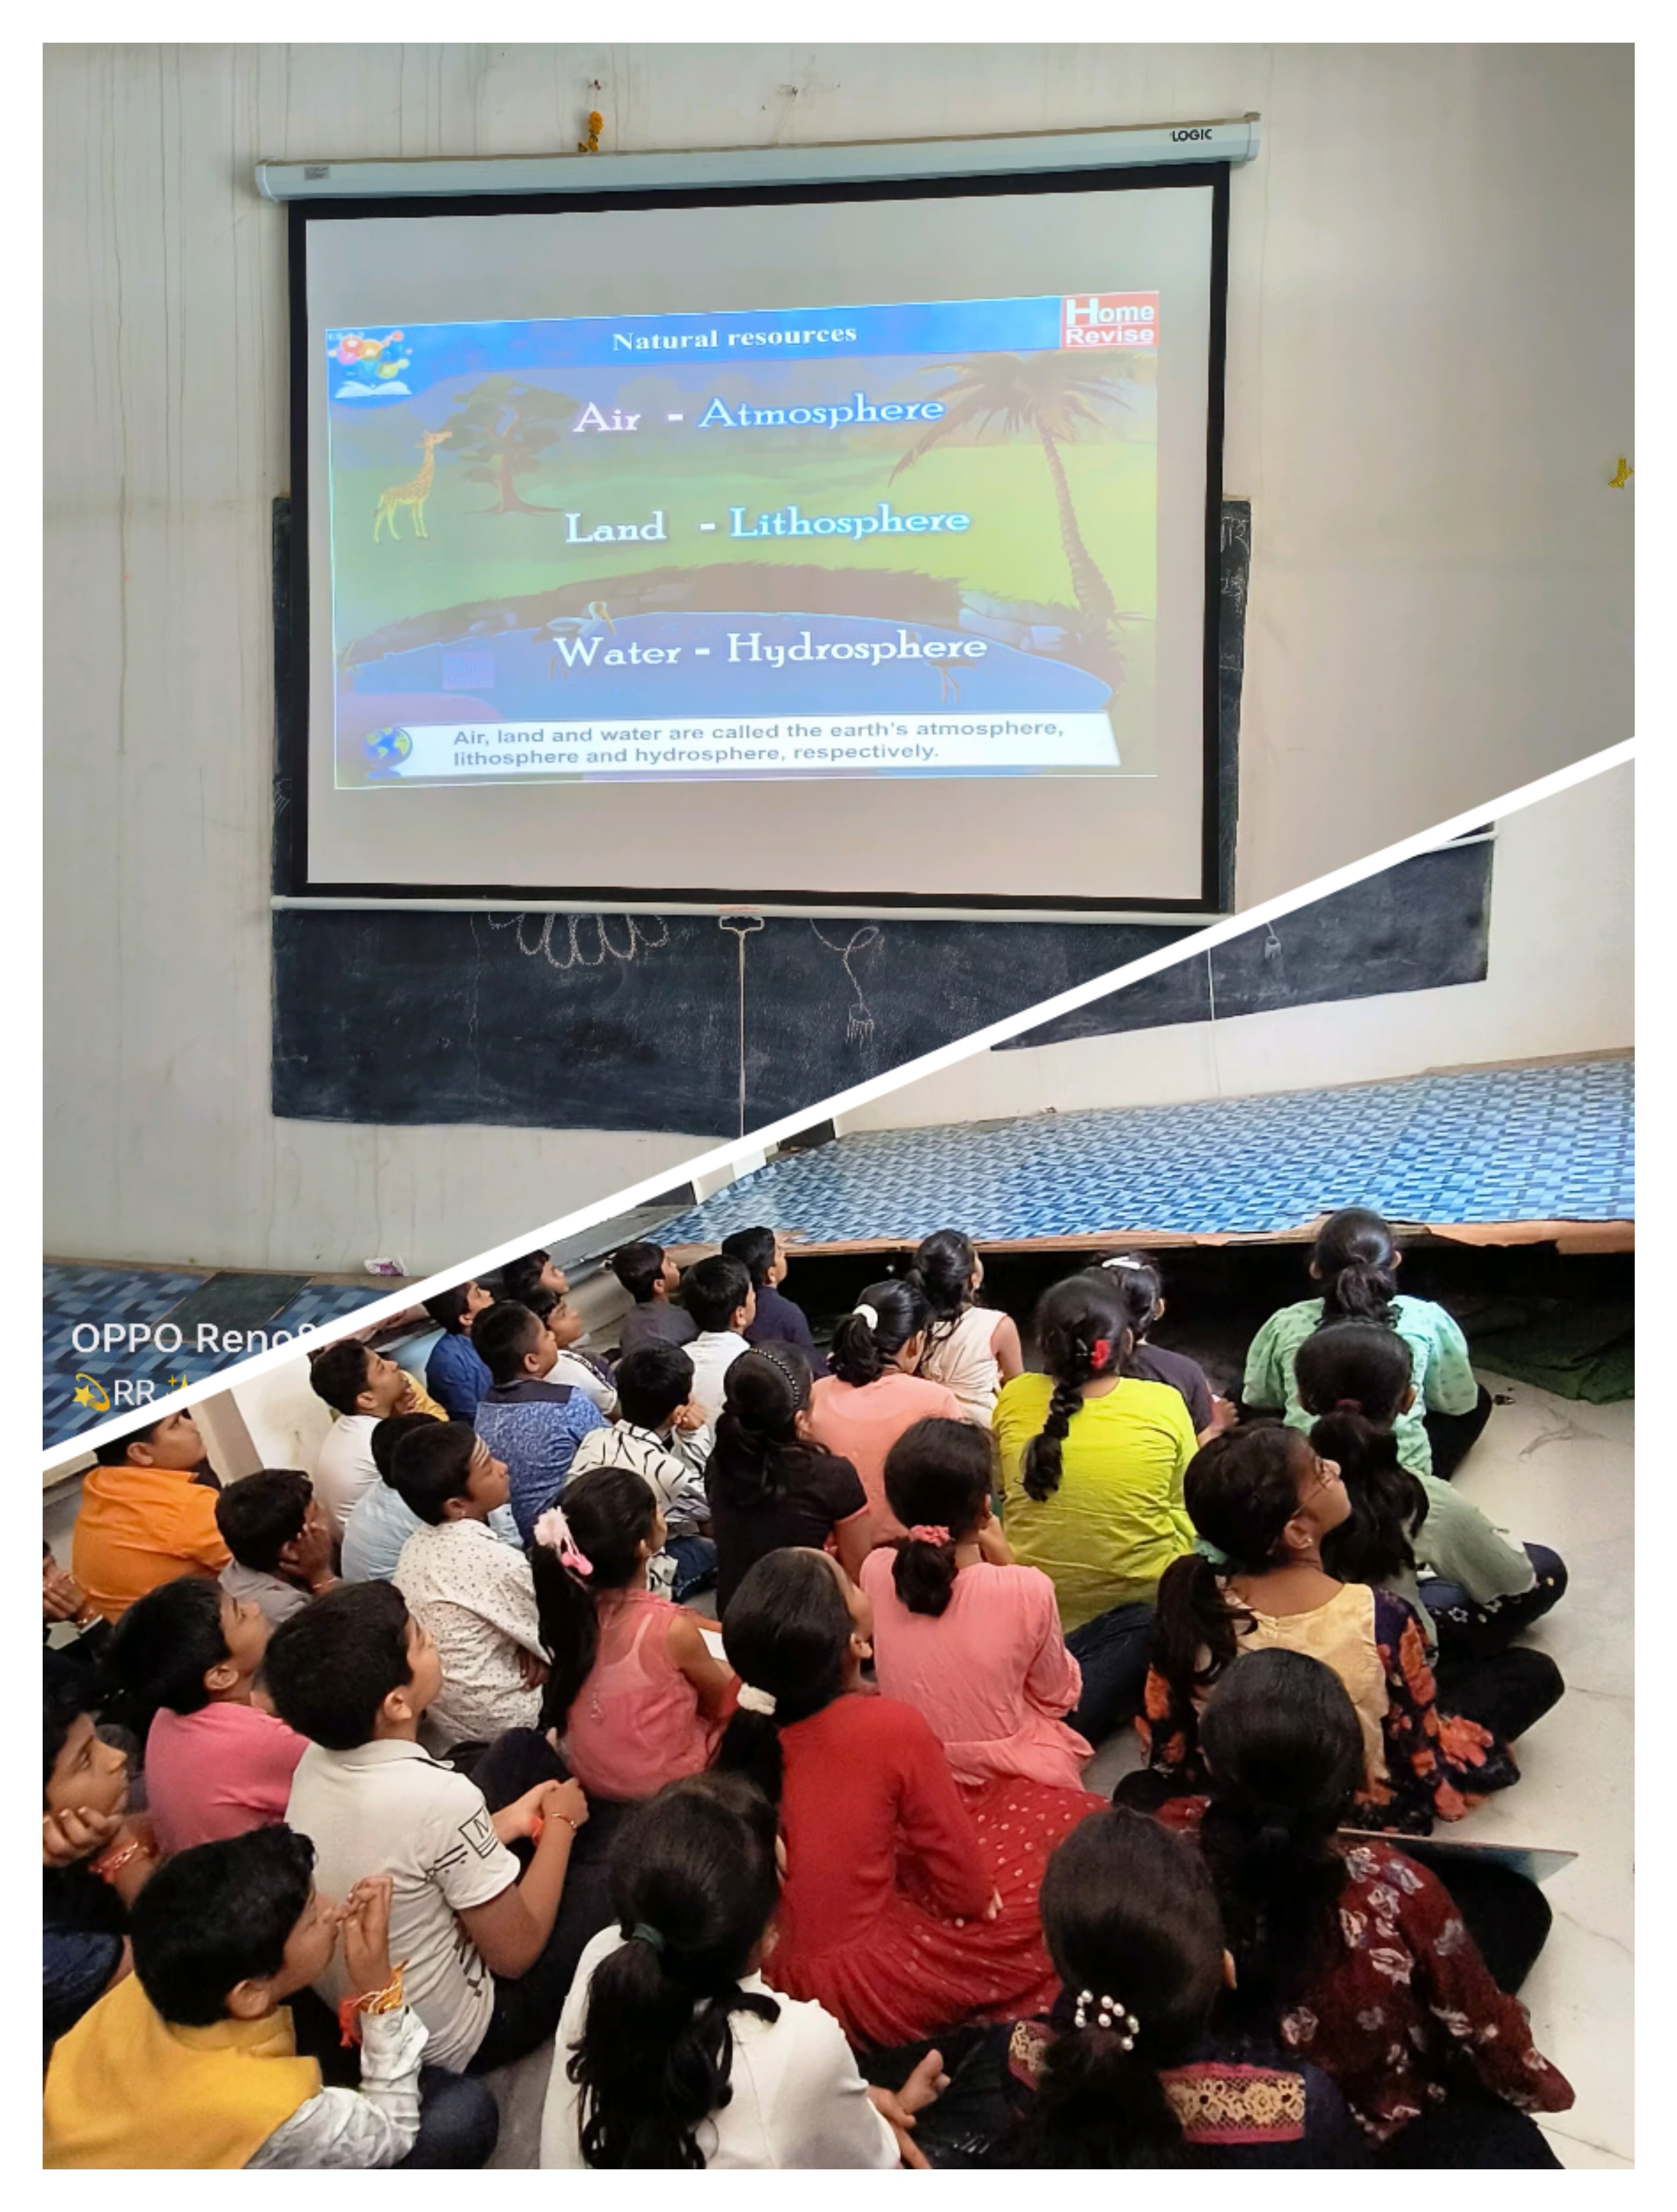 LOGIC
Natural resources
Home
Revise
Air - Atmosphere
Land - Lithosphere
Water - Hydrosphere
Air, land and water are called the earth's atmosphere,
lithosphere and hydrosphere, respectively.
OPPO Reno8
RR